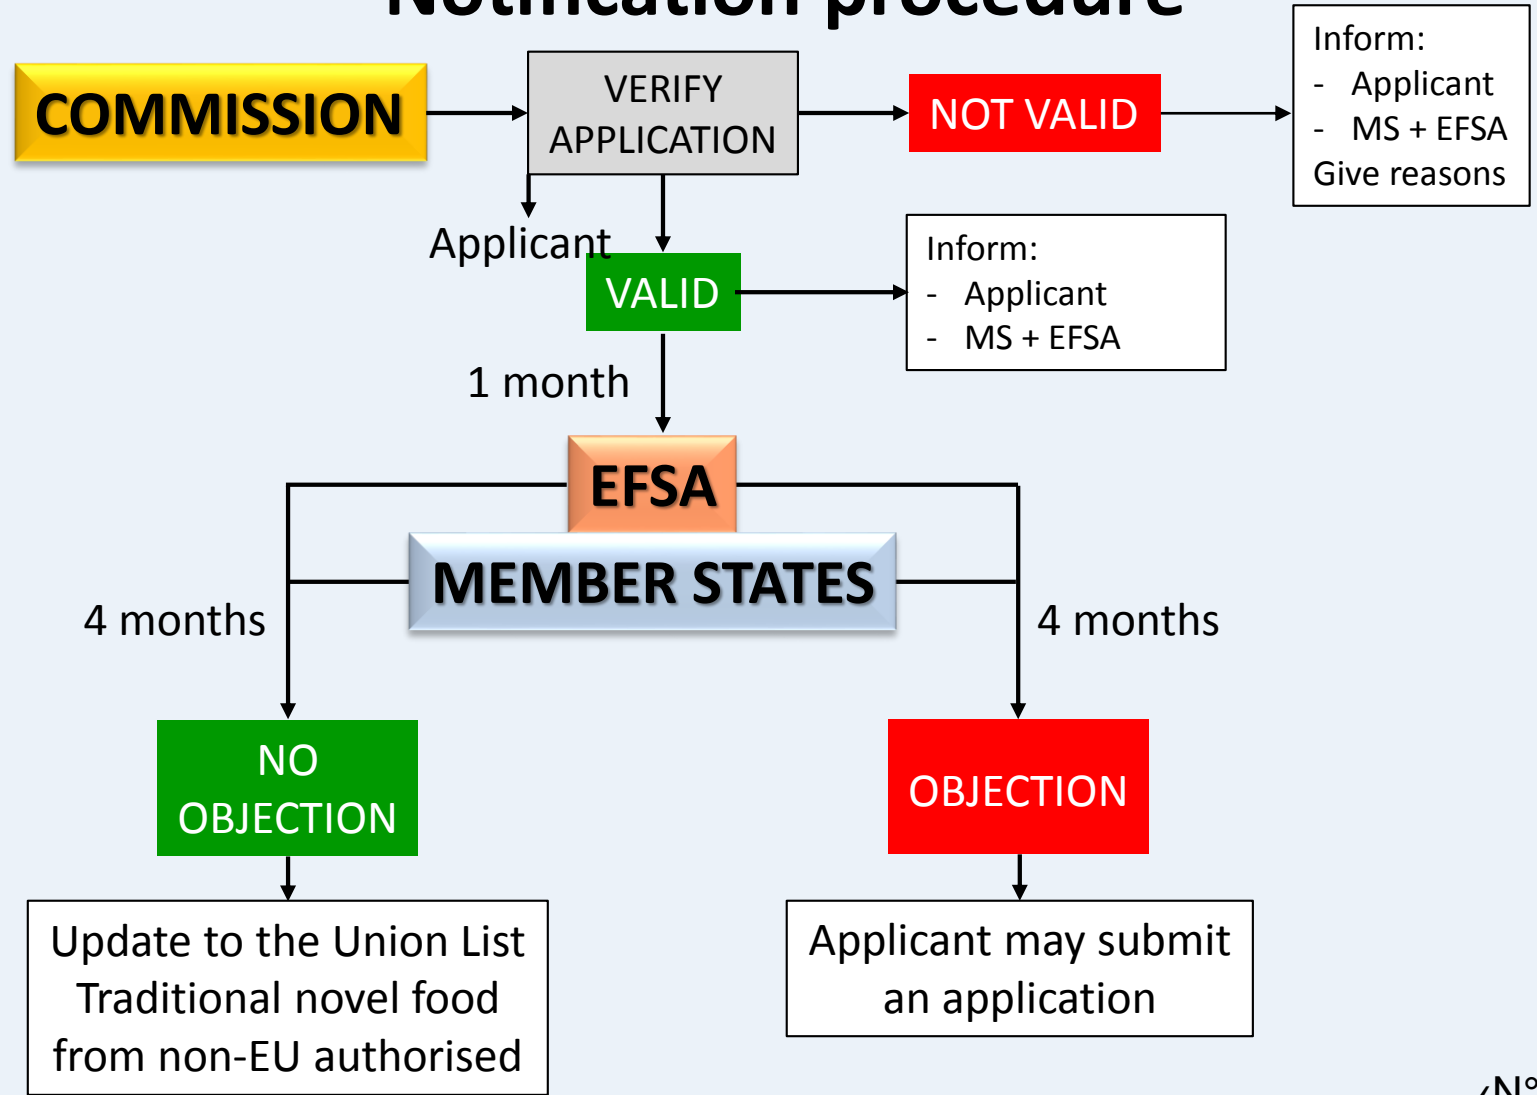 Notification procedure
COMMISSION
VERIFY
APPLICATION
NOT VALID
Inform:
- Applicant
- MS + EFSA
Give reasons
Applicant
VALID
Inform:
- Applicant
- MS + EFSA
1 month
EFSA
MEMBER STATES
4 months
4 months
NO
OBJECTION
OBJECTION
Update to the Union List
Traditional novel food
from non-EU authorised
Applicant may submit
an application
N°